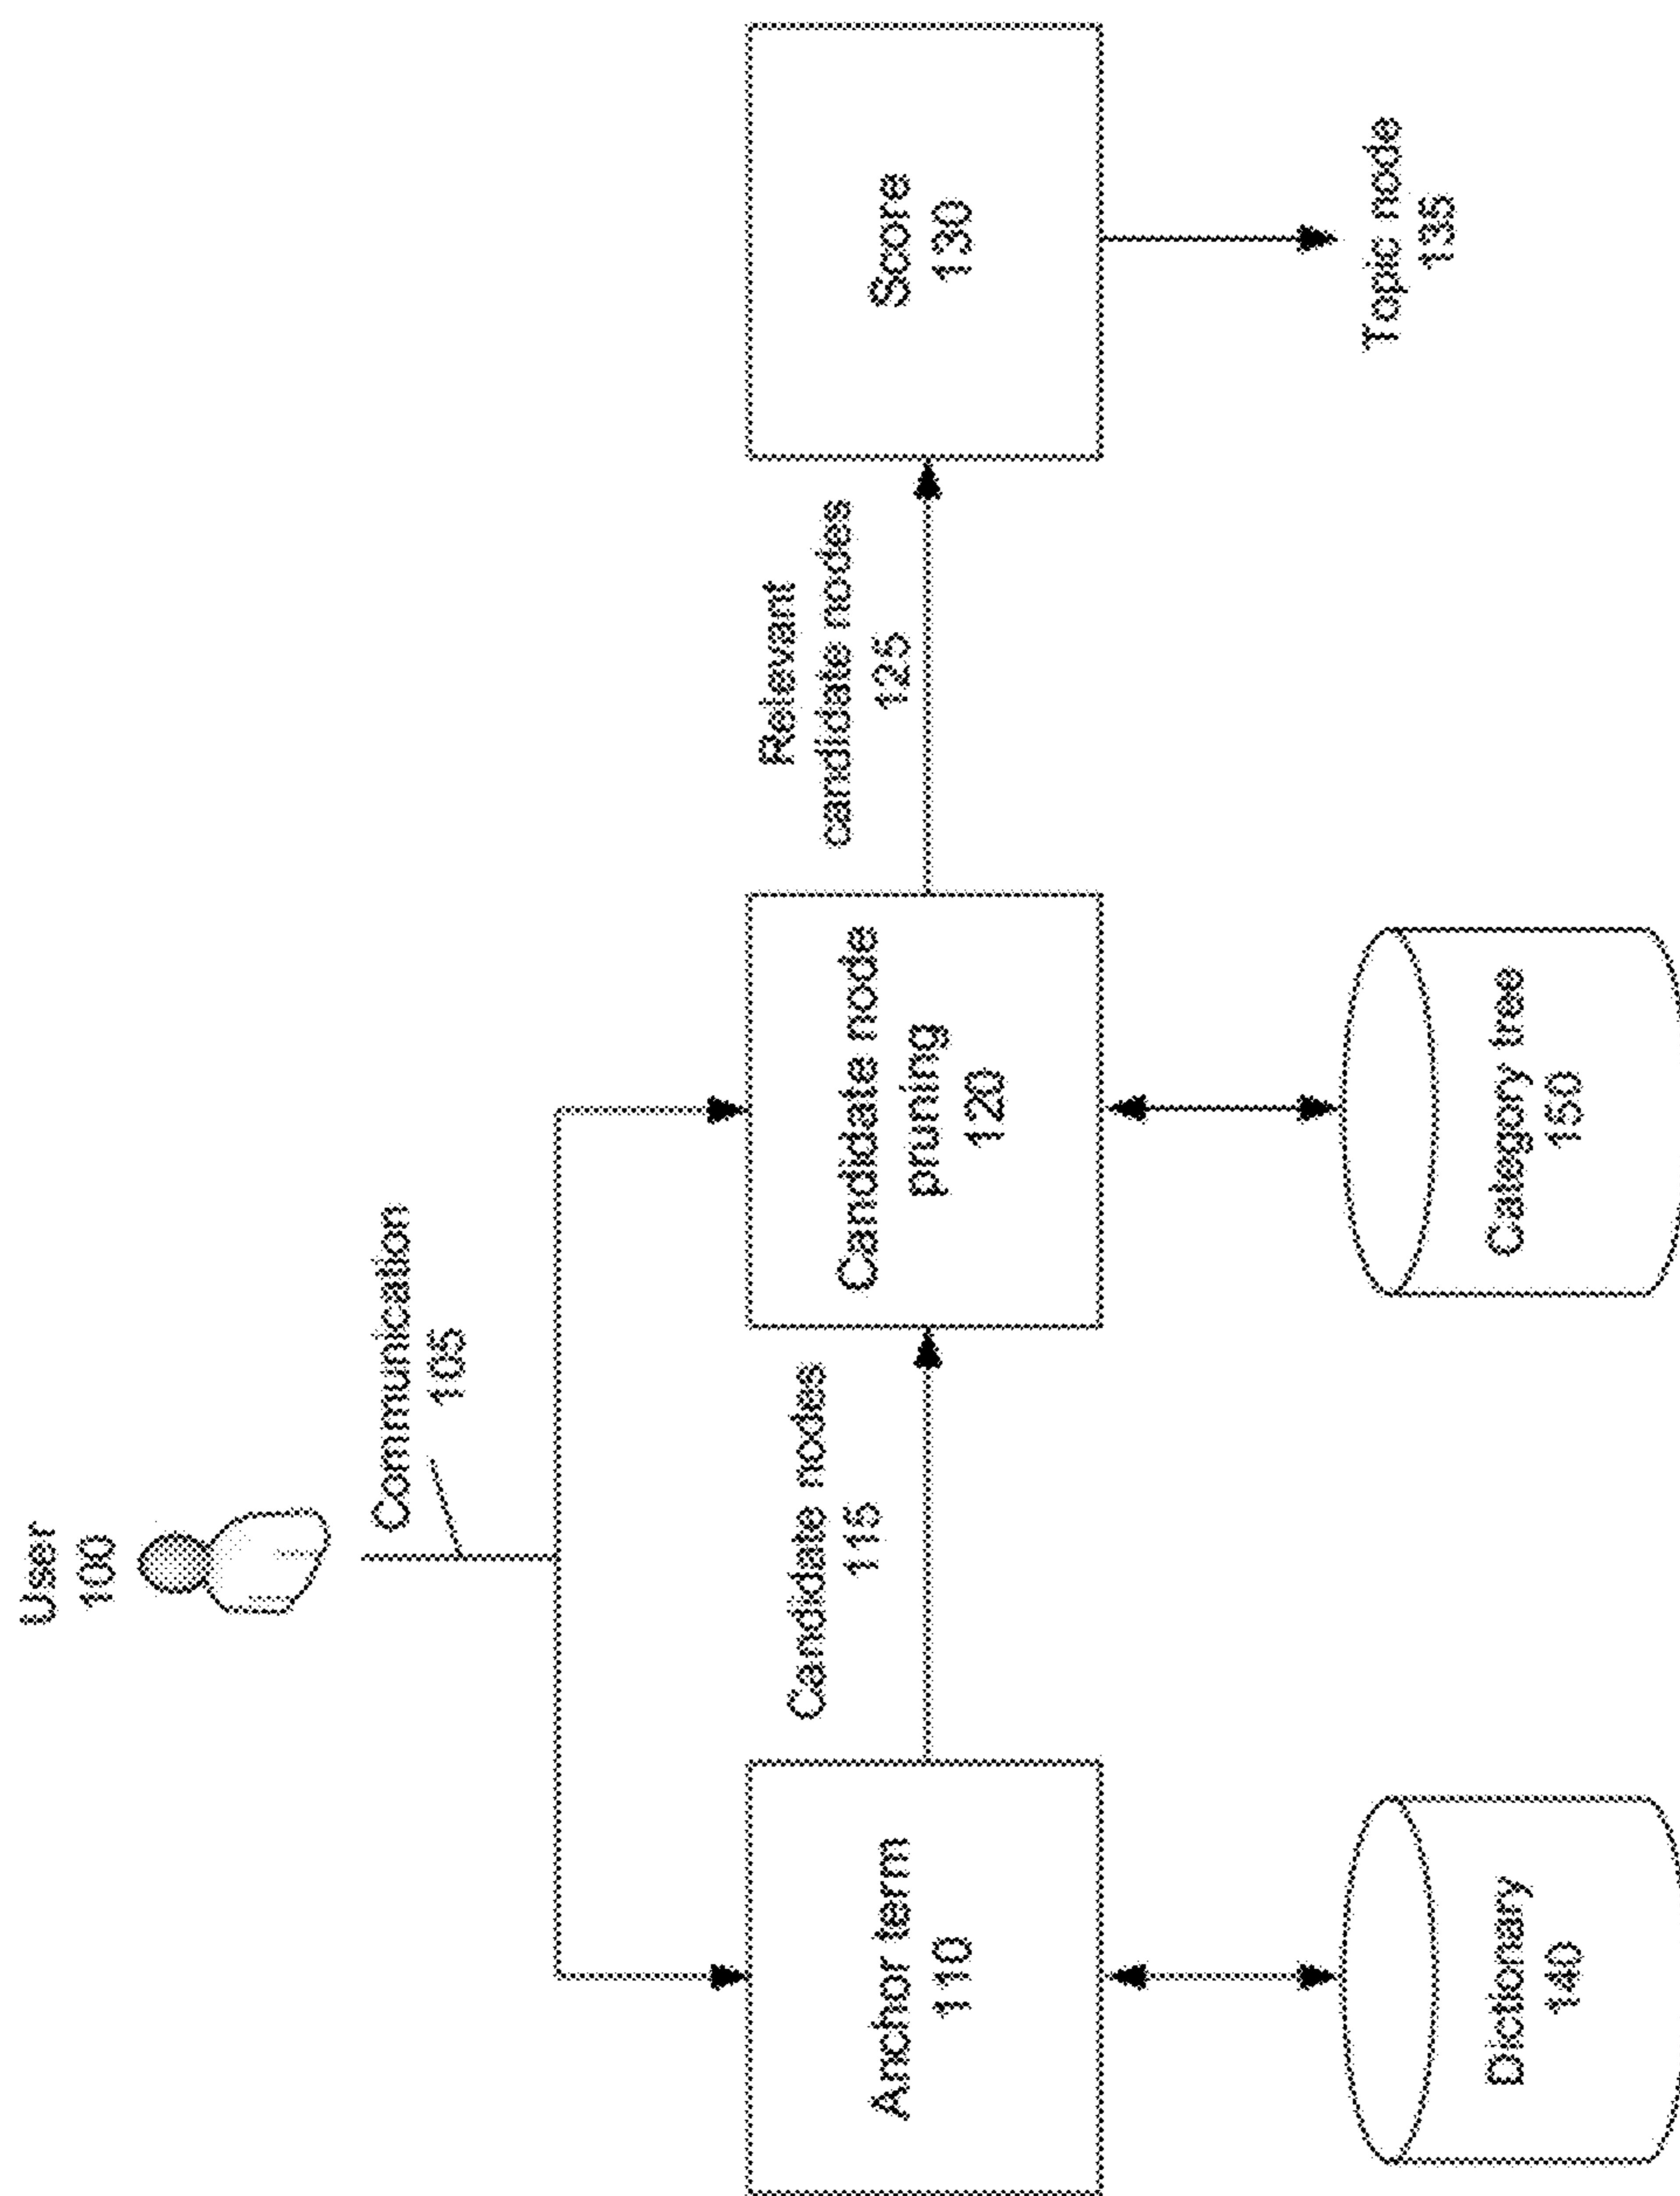 User
100
Communication
105
Anchor term
110
Candidate nodes
115
Candidate node
pruning
120
Relevant
candidate nodes
125
Score
130
Dictionary
140
Category tree
150
Topic node
135